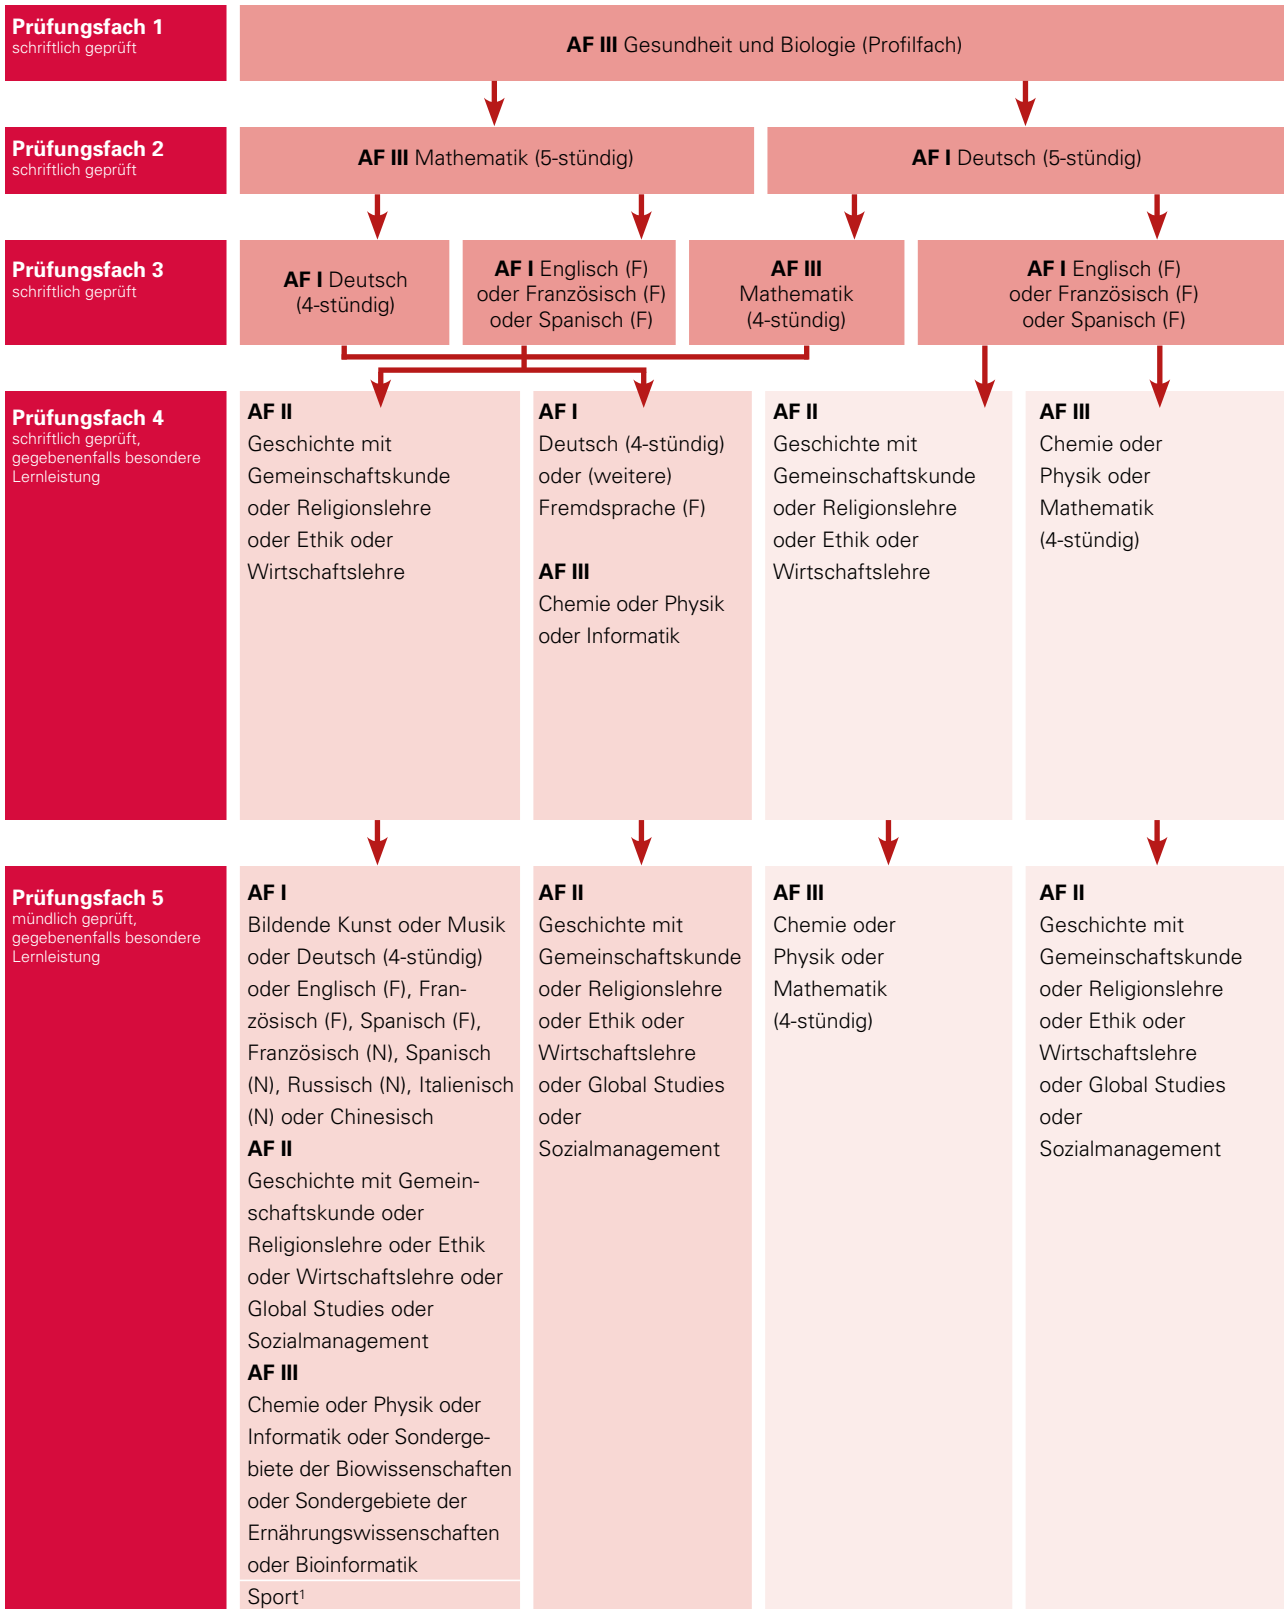 Prüfungsfach 1
schriftlich geprüft
AF III Gesundheit und Biologie (Profilfach)
Prüfungsfach 2
schriftlich geprüft
AF III Mathematik (5-stündig)
AF I Deutsch (5-stündig)
Prüfungsfach 3
schriftlich geprüft
AF I Deutsch
(4-stündig)
AF I Englisch (F)
oder Französisch (F)
oder Spanisch (F)
AF III
Mathematik
(4-stündig)
AF I Englisch (F)
oder Französisch (F)
oder Spanisch (F)
Prüfungsfach 4
schriftlich geprüft,
gegebenenfalls besondere
Lernleistung
AF II
Geschichte mit
Gemeinschaftskunde
oder Religionslehre
oder Ethik oder
Wirtschaftslehre
AF I
Deutsch (4-stündig)
oder (weitere)
Fremdsprache (F)
AF III
Chemie oder Physik
oder Informatik
AF II
Geschichte mit
Gemeinschaftskunde
oder Religionslehre
oder Ethik oder
Wirtschaftslehre
AF III
Chemie oder
Physik oder
Mathematik
(4-stündig)
Prüfungsfach 5
mündlich geprüft,
gegebenenfalls besondere
Lernleistung
AF I
Bildende Kunst oder Musik
oder Deutsch (4-stündig)
oder Englisch (F), Fran-
zösisch (F), Spanisch (F),
Französisch (N), Spanisch
(N), Russisch (N), Italienisch
(N) oder Chinesisch
AF II
Geschichte mit Gemein-
schaftskunde oder
Religionslehre oder Ethik
oder Wirtschaftslehre oder
Global Studies oder
Sozialmanagement
AF III
Chemie oder Physik oder
Informatik oder Sonderge-
biete der Biowissenschaften
oder Sondergebiete der
Ernährungswissenschaften
oder Bioinformatik
Sport¹
AF II
Geschichte mit
Gemeinschaftskunde
oder Religionslehre
oder Ethik oder
Wirtschaftslehre
oder Global Studies
oder
Sozialmanagement
AF III
Chemie oder
Physik oder
Mathematik
(4-stündig)
AF II
Geschichte mit
Gemeinschaftskunde
oder Religionslehre
oder Ethik oder
Wirtschaftslehre
oder Global Studies
oder
Sozialmanagement